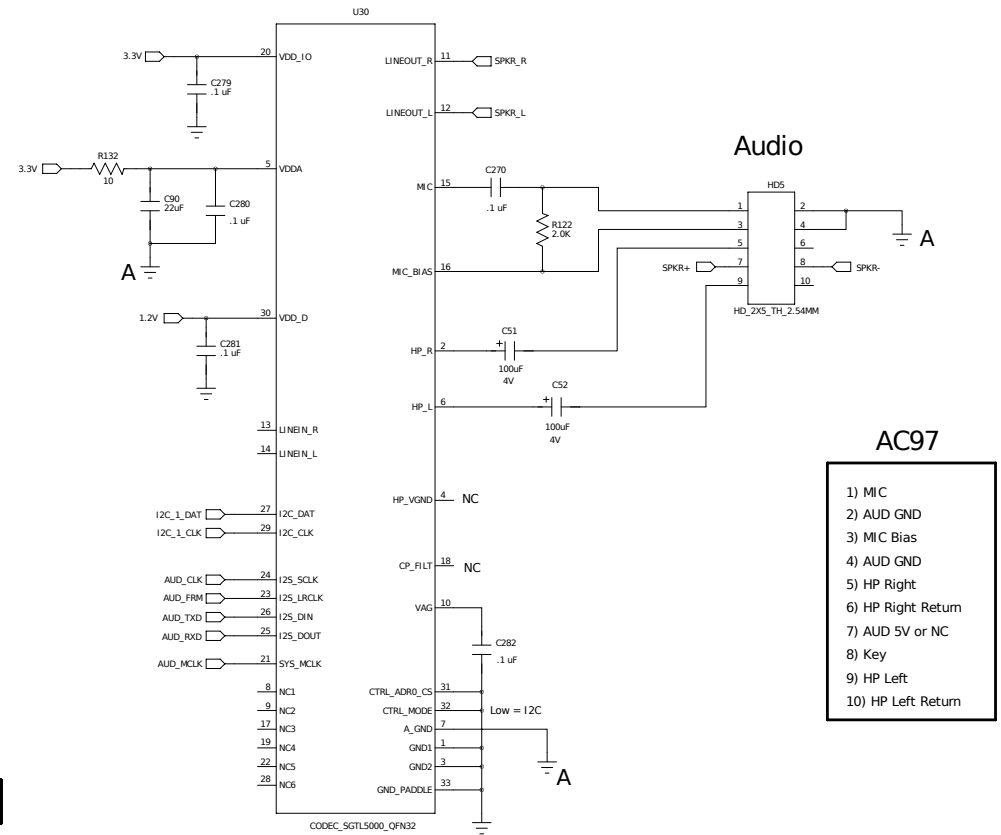 U30
3.3V
20
VDD_IO
C279
.1 uF
3.3V
R132
10
5
VDDA
C90
22uF
C280
.1 uF
A
1.2V
30
VDD_D
C281
.1 uF
13
LINEIN_R
14
LINEIN_L
I2C_1_DAT
27
I2C_DAT
I2C_1_CLK
29
I2C_CLK
AUD_CLK
24
I2S_SCLK
AUD_FRM
23
I2S_LRCLK
AUD_TXD
26
I2S_DIN
AUD_RXD
25
I2S_DOUT
AUD_MCLK
21
SYS_MCLK
8
NC1
9
NC2
17
NC3
19
NC4
22
NC5
28
NC6
LINEOUT_R
11
SPKR_R
LINEOUT_L
12
SPKR_L
MIC
15
C270
.1 uF
R122
2.0K
MIC_BIAS
16
HP_R
2
C51
+
100uF
4V
HP_L
6
C52
+
100uF
4V
HP_VGND
4
NC
CP_FILT
18
NC
VAG
10
C282
.1 uF
CTRL_ADR0_CS
31
CTRL_MODE
32
Low = I2C
A_GND
7
GND1
1
GND2
3
GND_PADDLE
33
A
CODEC_SGTL5000_QFN32
Audio
HD5
1
2
3
4
5
6
SPKR+
7
8
SPKR-
9
10
A
HD_2X5_TH_2.54MM
AC97
1) MIC
2) AUD GND
3) MIC Bias
4) AUD GND
5) HP Right
6) HP Right Return
7) AUD 5V or NC
8) Key
9) HP Left
10) HP Left Return